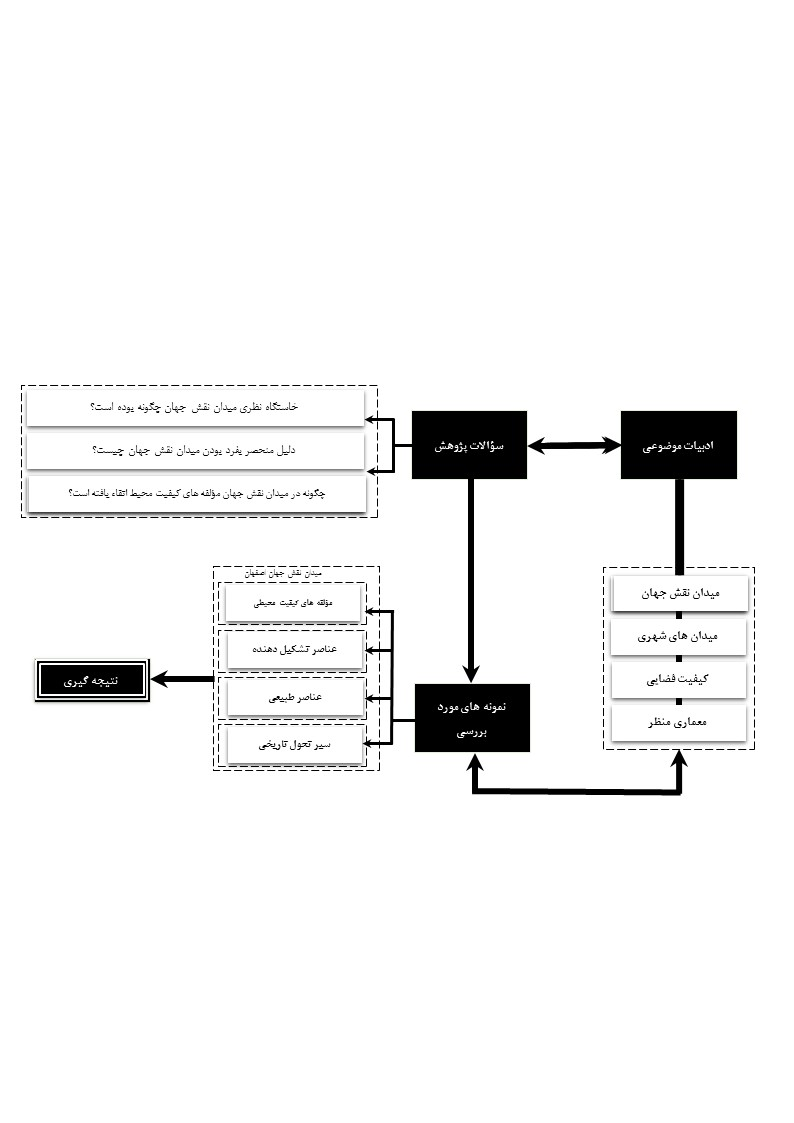 ادبیات موضوعی
سؤالات پژوهش
خاستگاه نظری میدان نقش جهان چگونه بوده است؟
دلیل منحصر بفرد بودن میدان نقش جهان چیست؟
چگونه در میدان نقش جهان مؤلفه های کیفیت محیط اتقاء یافته است؟
میدان نقش جهان
میدان های شهری
کیفیت فضایی
معماری منظر
نمونه های مورد
بررسی
میدان نقش جهان اصفهان
مؤلفه های کیفیت محیطی
عناصر تشکیل دهنده
عناصر طبیعی
سیر تحول تاریخی
نتیجه گیری